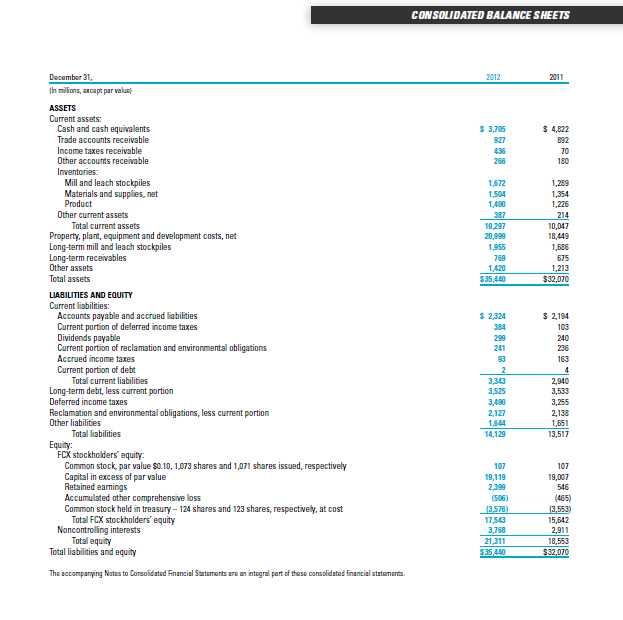 CONSOLIDATED BALANCE SHEETS
December 31, 2012 2011
(In millions, except par value)
ASSETS
Current assets:
Cash and cash equivalents $ 3,705 $ 4,822
Trade accounts receivable 927 892
Income taxes receivable 436 70
Other accounts receivable 266 180
Inventories:
Mill and leach stockpiles 1,672 1,289
Materials and supplies, net 1,504 1,354
Product 1,400 1,226
Other current assets 387 214
Total current assets 10,297 10,047
Property, plant, equipment and development costs, net 20,999 18,449
Long-term mill and leach stockpiles 1,955 1,686
Long-term receivables 769 675
Other assets 1,420 1,213
Total assets $35,440 $32,070
LIABILITIES AND EQUITY
Current liabilities:
Accounts payable and accrued liabilities $ 2,324 $ 2,194
Current portion of deferred income taxes 384 103
Dividends payable 299 240
Current portion of reclamation and environmental obligations 241 236
Accrued income taxes 93 163
Current portion of debt 2 4
Total current liabilities 3,343 2,940
Long-term debt, less current portion 3,525 3,533
Deferred income taxes 3,490 3,255
Reclamation and environmental obligations, less current portion 2,127 2,138
Other liabilities 1,644 1,651
Total liabilities 14,129 13,517
Equity:
FCX stockholders' equity:
Common stock, par value $0.10, 1,073 shares and 1,071 shares issued, respectively 107 107
Capital in excess of par value 19,119 19,007
Retained earnings 2,399 546
Accumulated other comprehensive loss (506) (465)
Common stock held in treasury – 124 shares and 123 shares, respectively, at cost (3,576) (3,553)
Total FCX stockholders' equity 17,543 15,642
Noncontrolling interests 3,768 2,911
Total equity 21,311 18,553
Total liabilities and equity $35,440 $32,070
The accompanying Notes to Consolidated Financial Statements are an integral part of these consolidated financial statements.